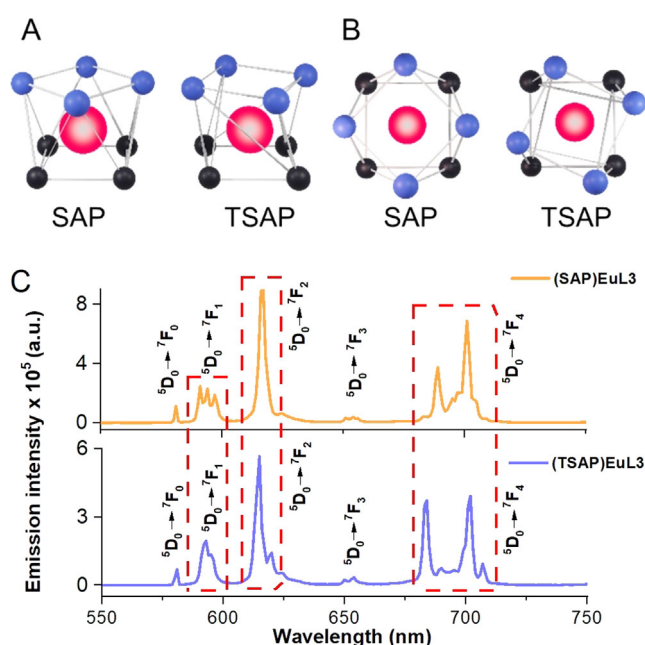 A
B
SAP
TSAP
SAP
TSAP
C
(SAP)EuL3
⁵D₀→⁷F₀
⁵D₀→⁷F₁
⁵D₀→⁷F₂
⁵D₀→⁷F₃
⁵D₀→⁷F₄
8
4
0
(TSAP)EuL3
⁵D₀→⁷F₀
⁵D₀→⁷F₁
⁵D₀→⁷F₂
⁵D₀→⁷F₃
⁵D₀→⁷F₄
6
3
0
Emission intensity x 10⁵ (a.u.)
550 600 650 700 750
Wavelength (nm)